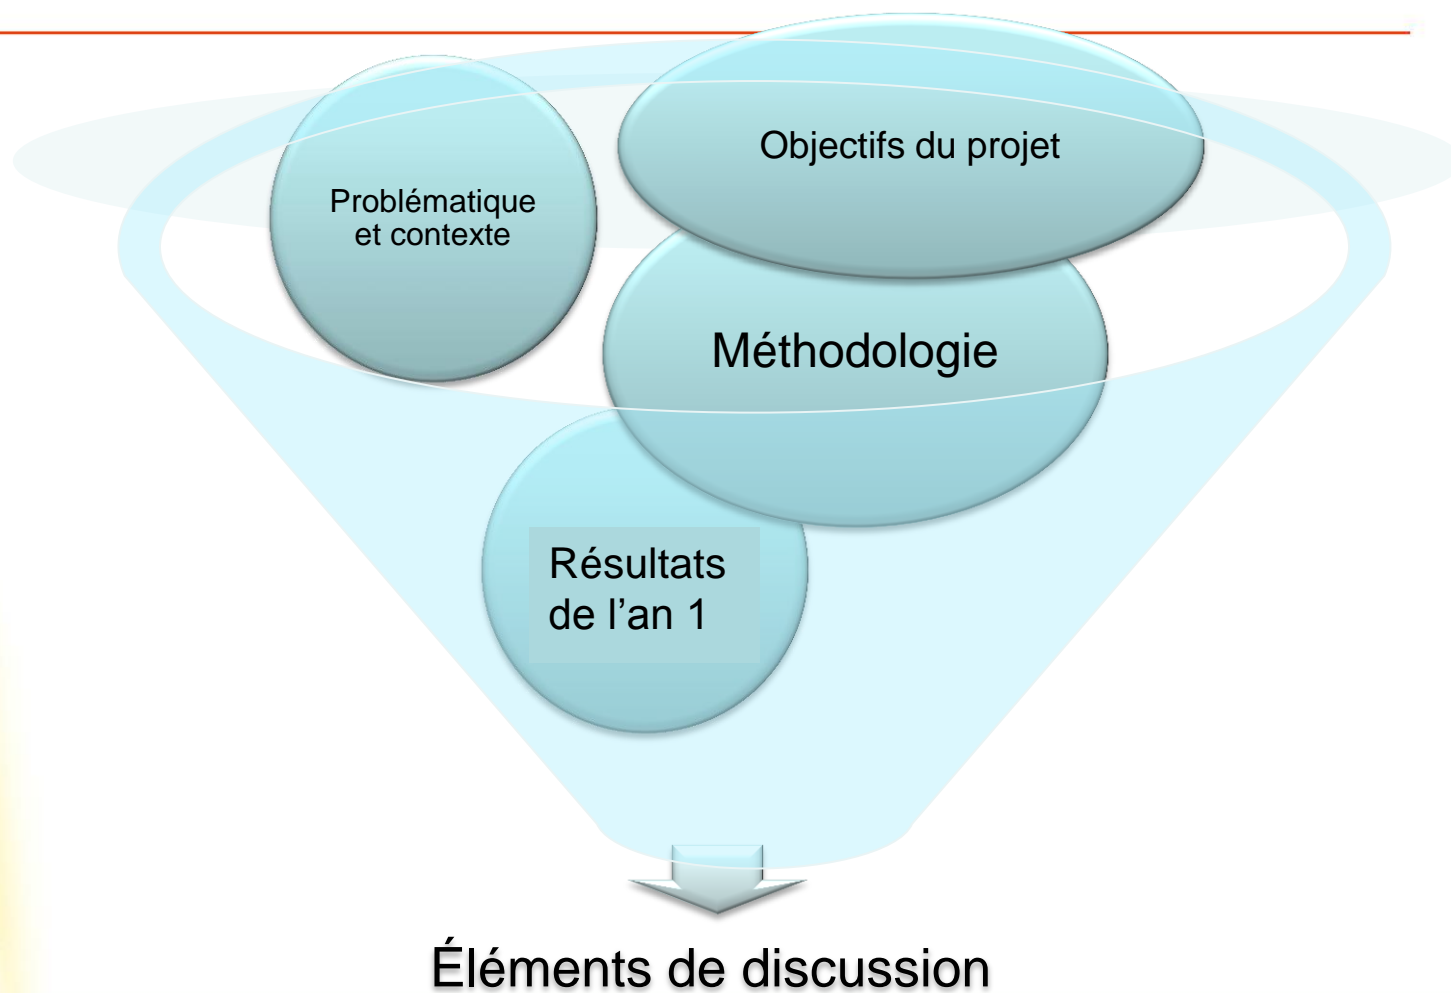 Objectifs du projet
Problématique
et contexte
Méthodologie
Résultats
de l’an 1
Éléments de discussion